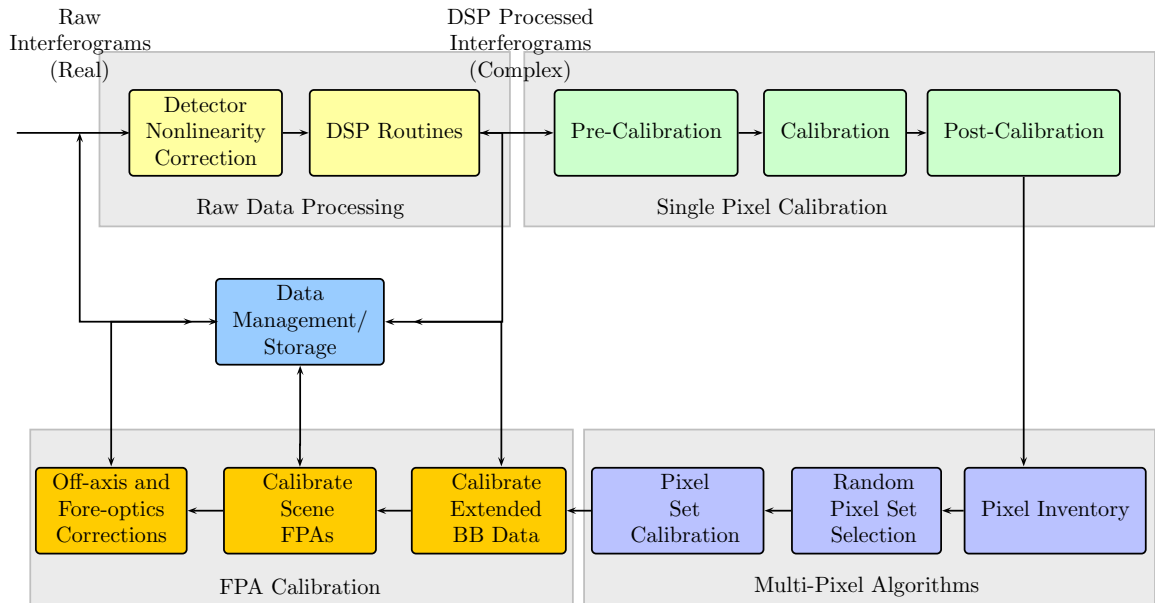 Raw
Interferograms
(Real)
DSP Processed
Interferograms
(Complex)
Detector
Nonlinearity
Correction
DSP Routines
Pre-Calibration
Calibration
Post-Calibration
Raw Data Processing
Single Pixel Calibration
Data
Management/
Storage
Off-axis and
Fore-optics
Corrections
Calibrate
Scene
FPAs
Calibrate
Extended
BB Data
Pixel
Set
Calibration
Random
Pixel Set
Selection
Pixel Inventory
FPA Calibration
Multi-Pixel Algorithms